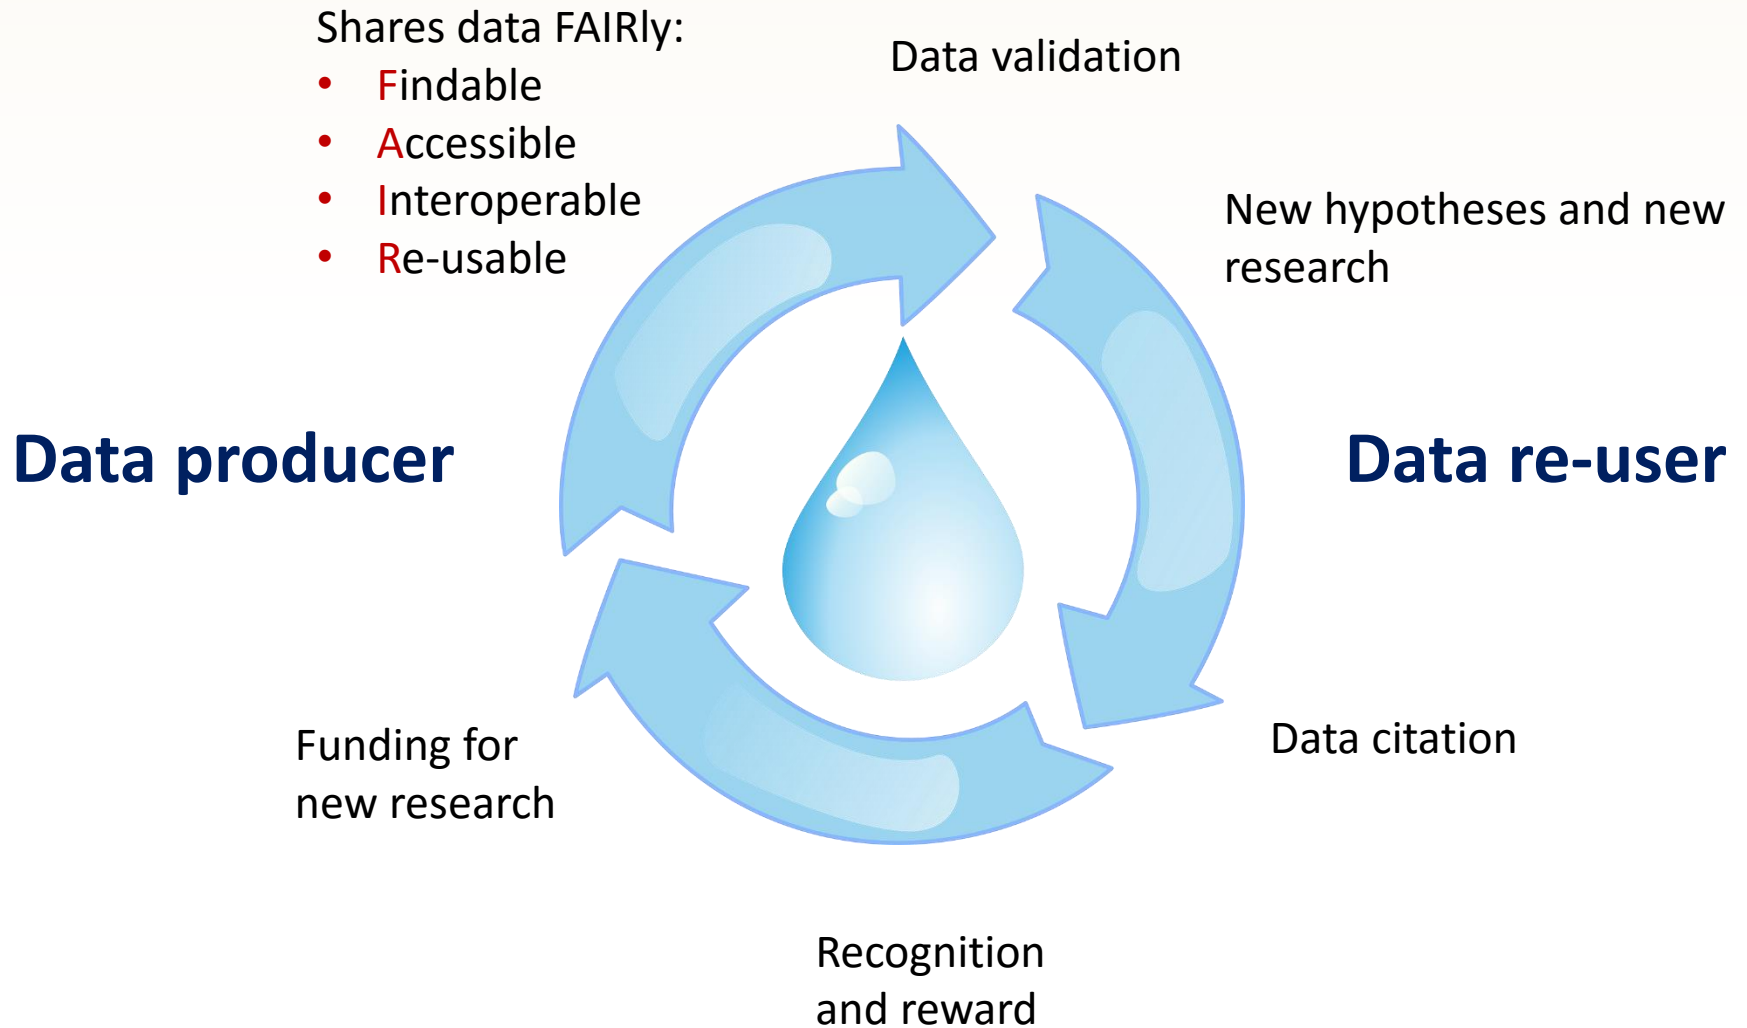 Shares data FAIRly:
• Findable
• Accessible
• Interoperable
• Re-usable
Data validation
New hypotheses and new
research
Data producer
Data re-user
Funding for
new research
Data citation
Recognition
and reward